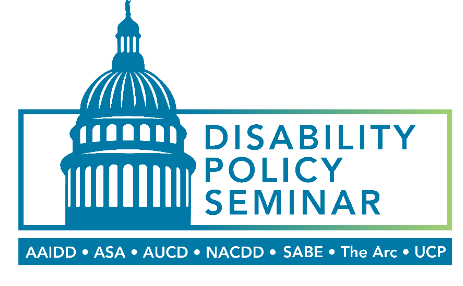 DISABILITY
POLICY
SEMINAR
AAIDD • ASA • AUCD • NACDD • SABE • The Arc • UCP